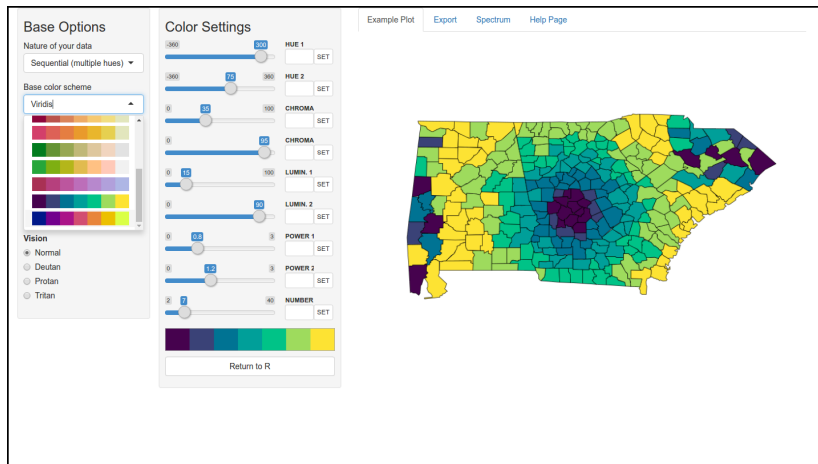 Base Options
Nature of your data
Sequential (multiple hues)
Base color scheme
Viridis
Vision
Normal
Deutan
Protan
Tritan
Color Settings
-360 300 HUE 1
SET
-360 75 360 HUE 2
SET
0 35 100 CHROMA
SET
0 95 CHROMA
SET
0 15 100 LUMIN. 1
SET
0 90 LUMIN. 2
SET
0 0.8 3 POWER 1
SET
0 1.2 3 POWER 2
SET
2 7 40 NUMBER
SET
Return to R
Example Plot Export Spectrum Help Page